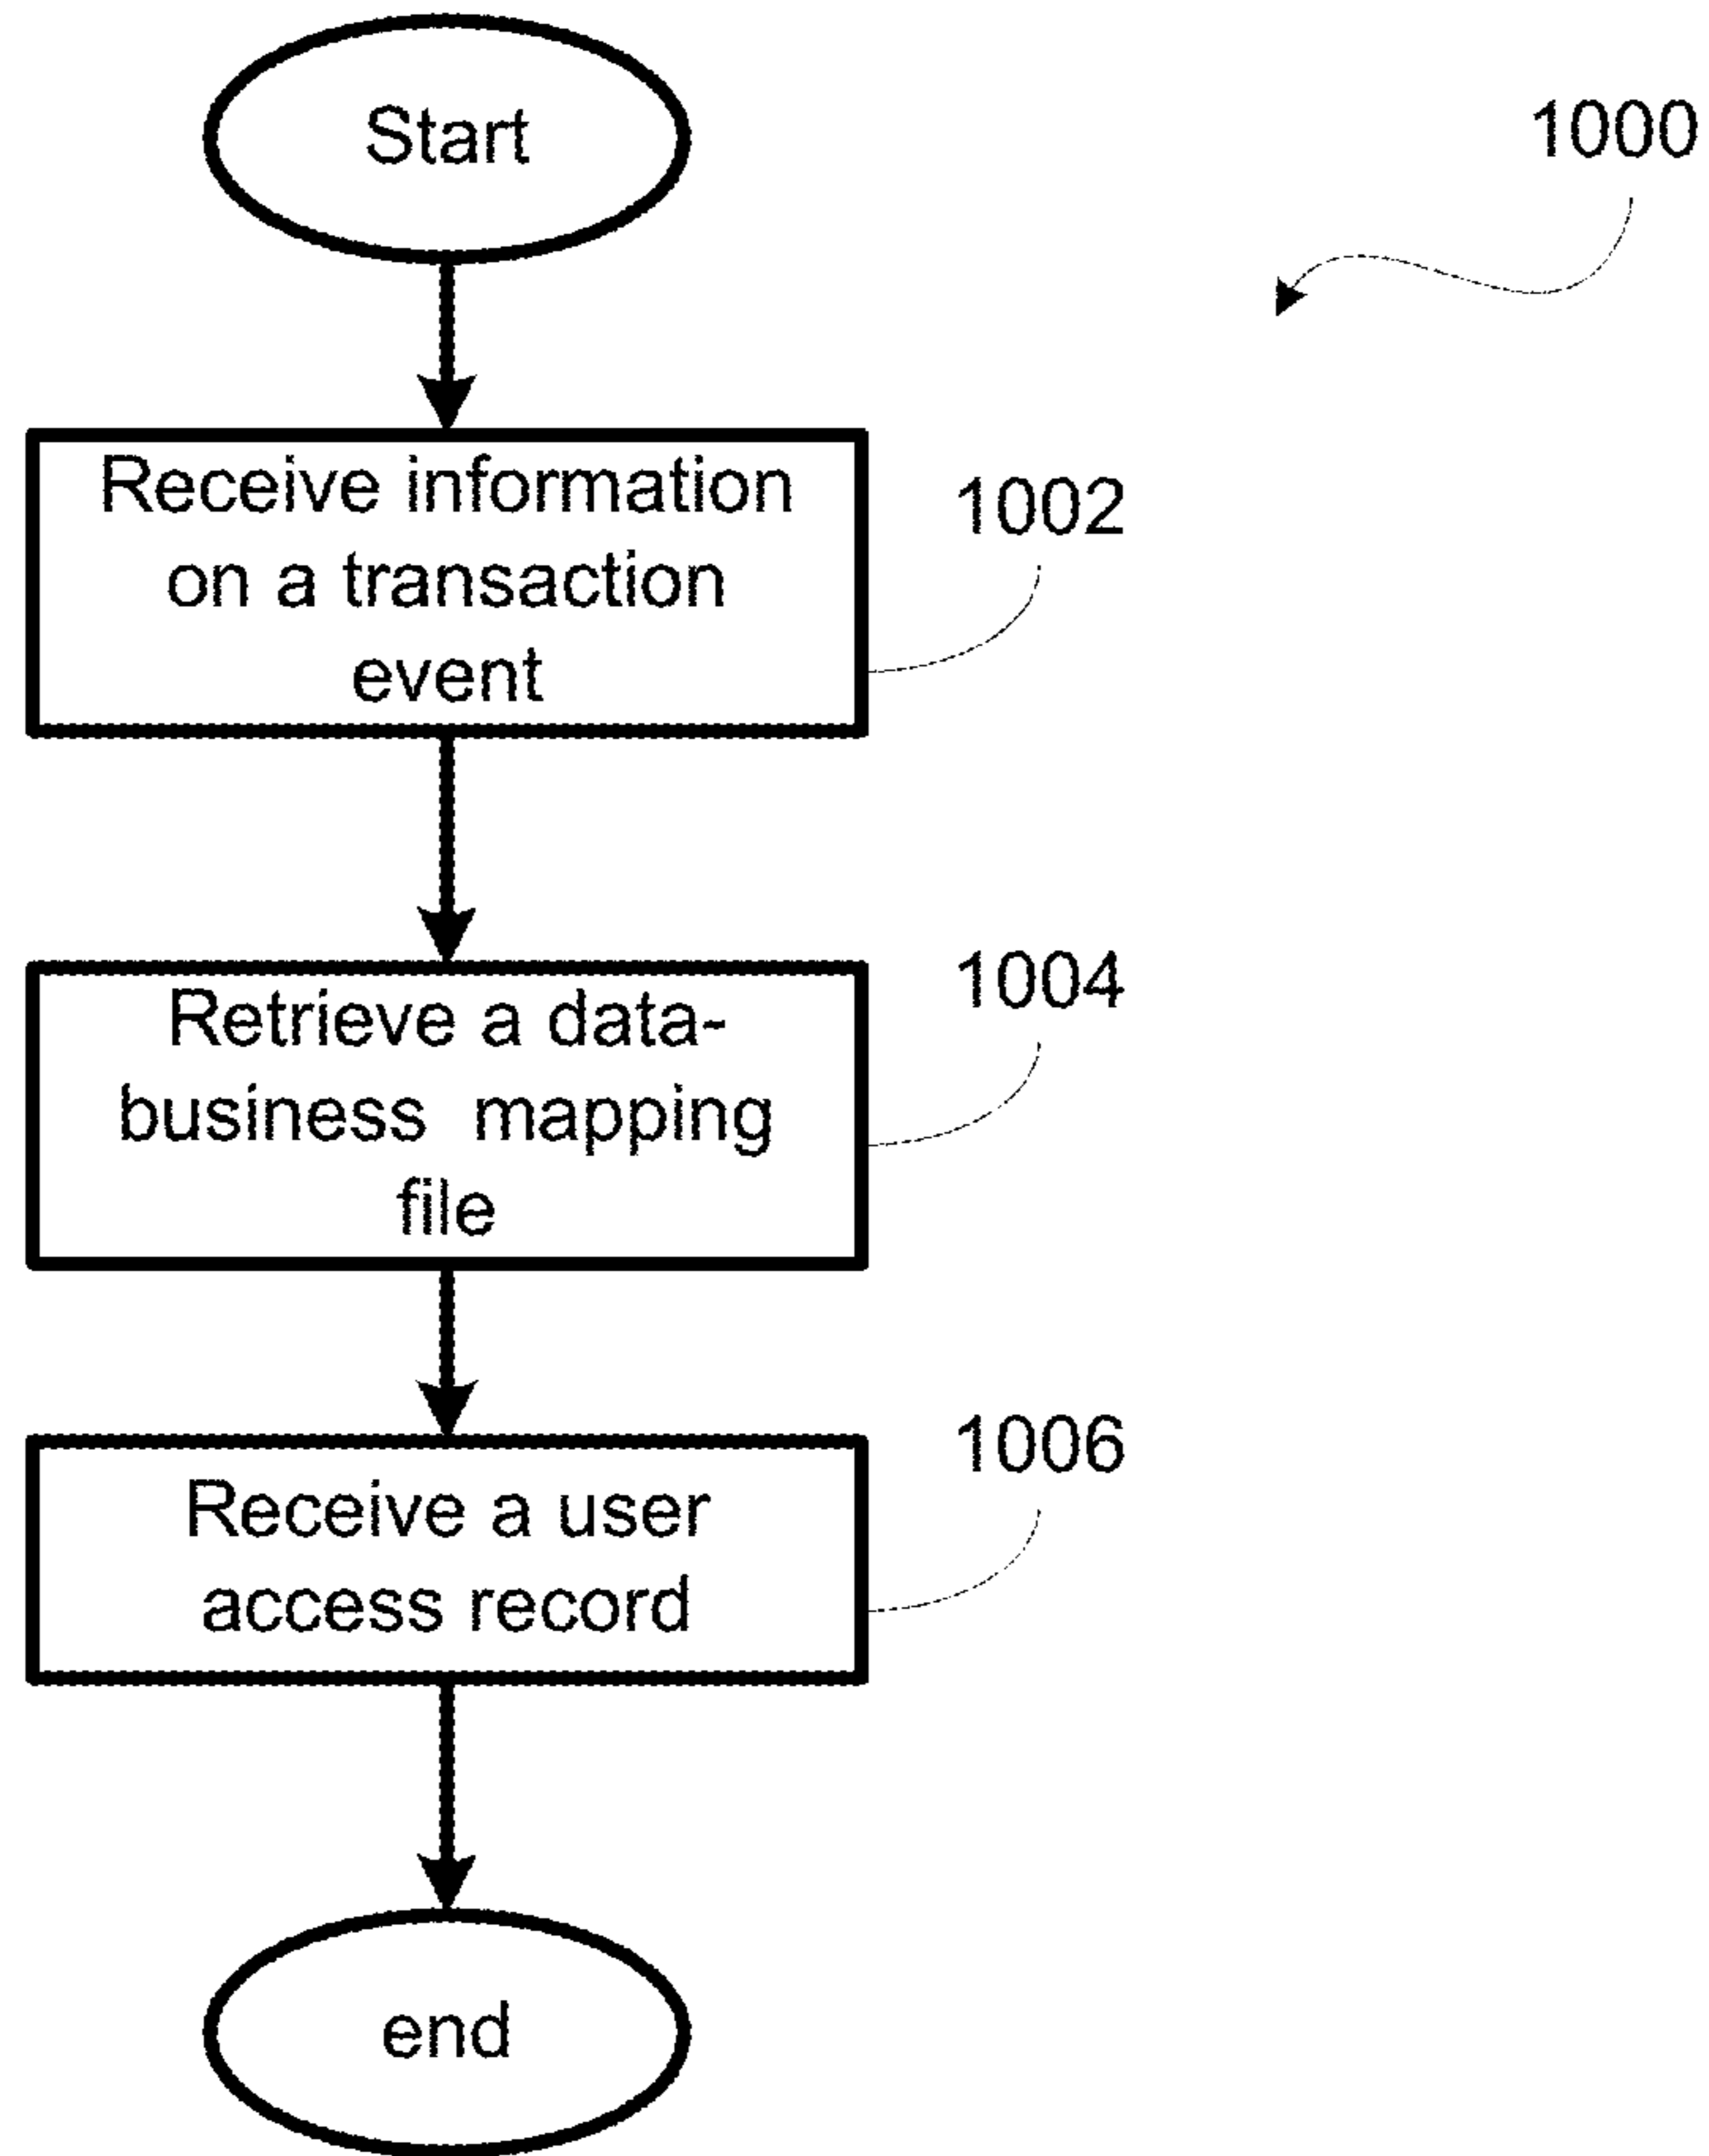 Start
1000
Receive information
on a transaction
event
1002
Retrieve a data-
business mapping
file
1004
Receive a user
access record
1006
end